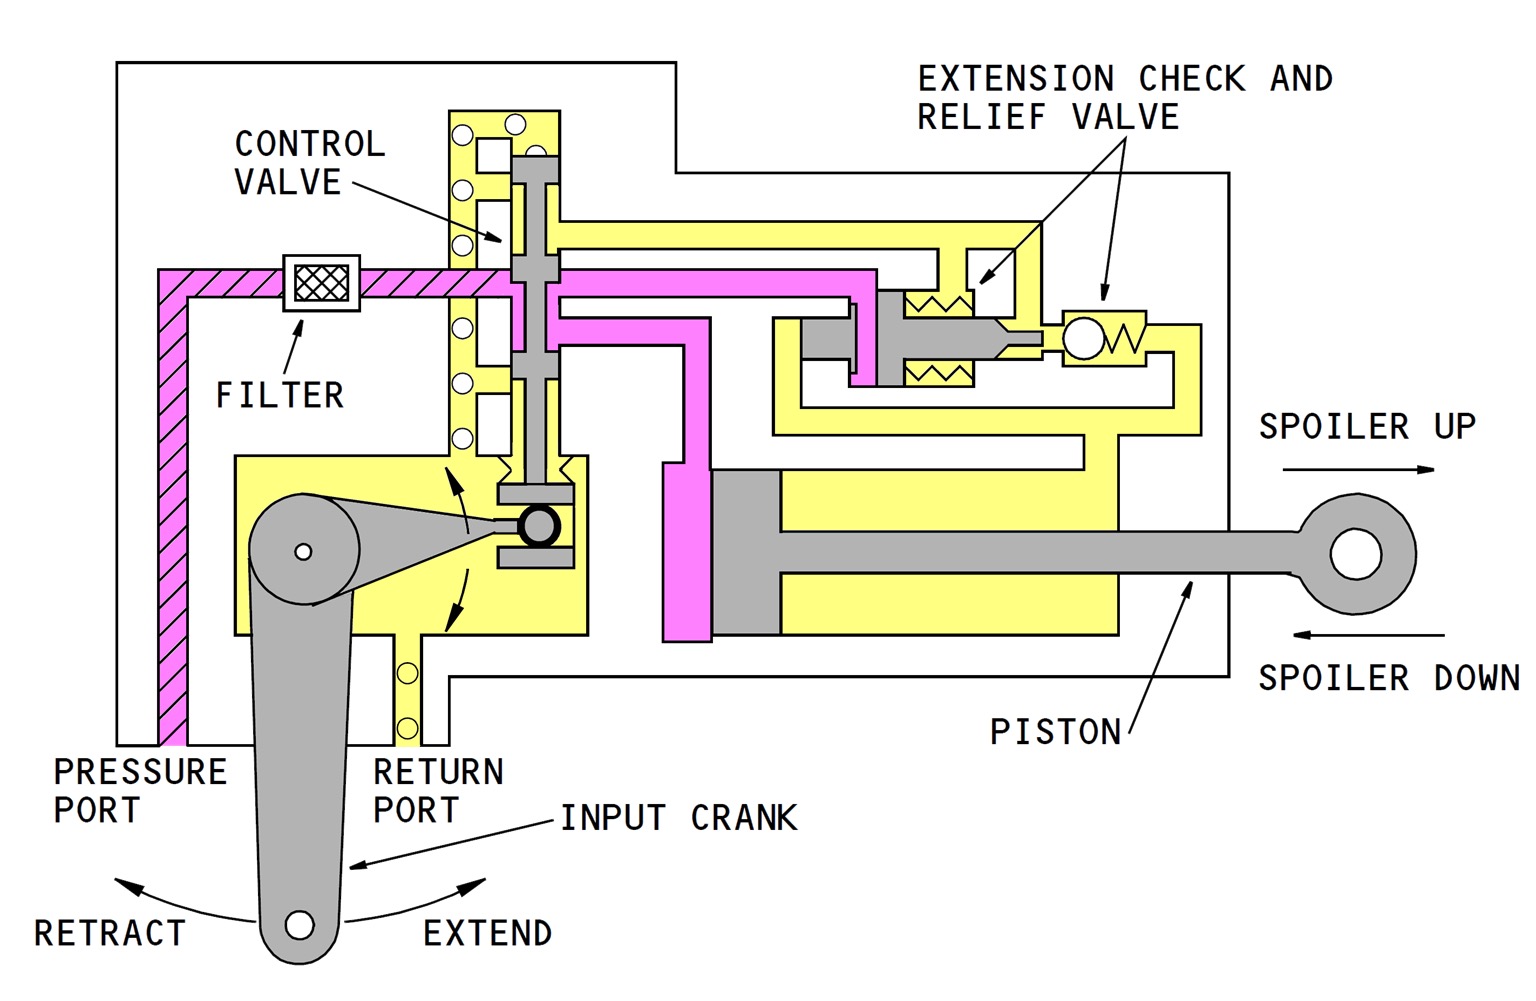 EXTENSION CHECK AND
RELIEF VALVE
CONTROL
VALVE
FILTER
SPOILER UP
SPOILER DOWN
PISTON
PRESSURE
PORT
RETURN
PORT
INPUT CRANK
RETRACT
EXTEND